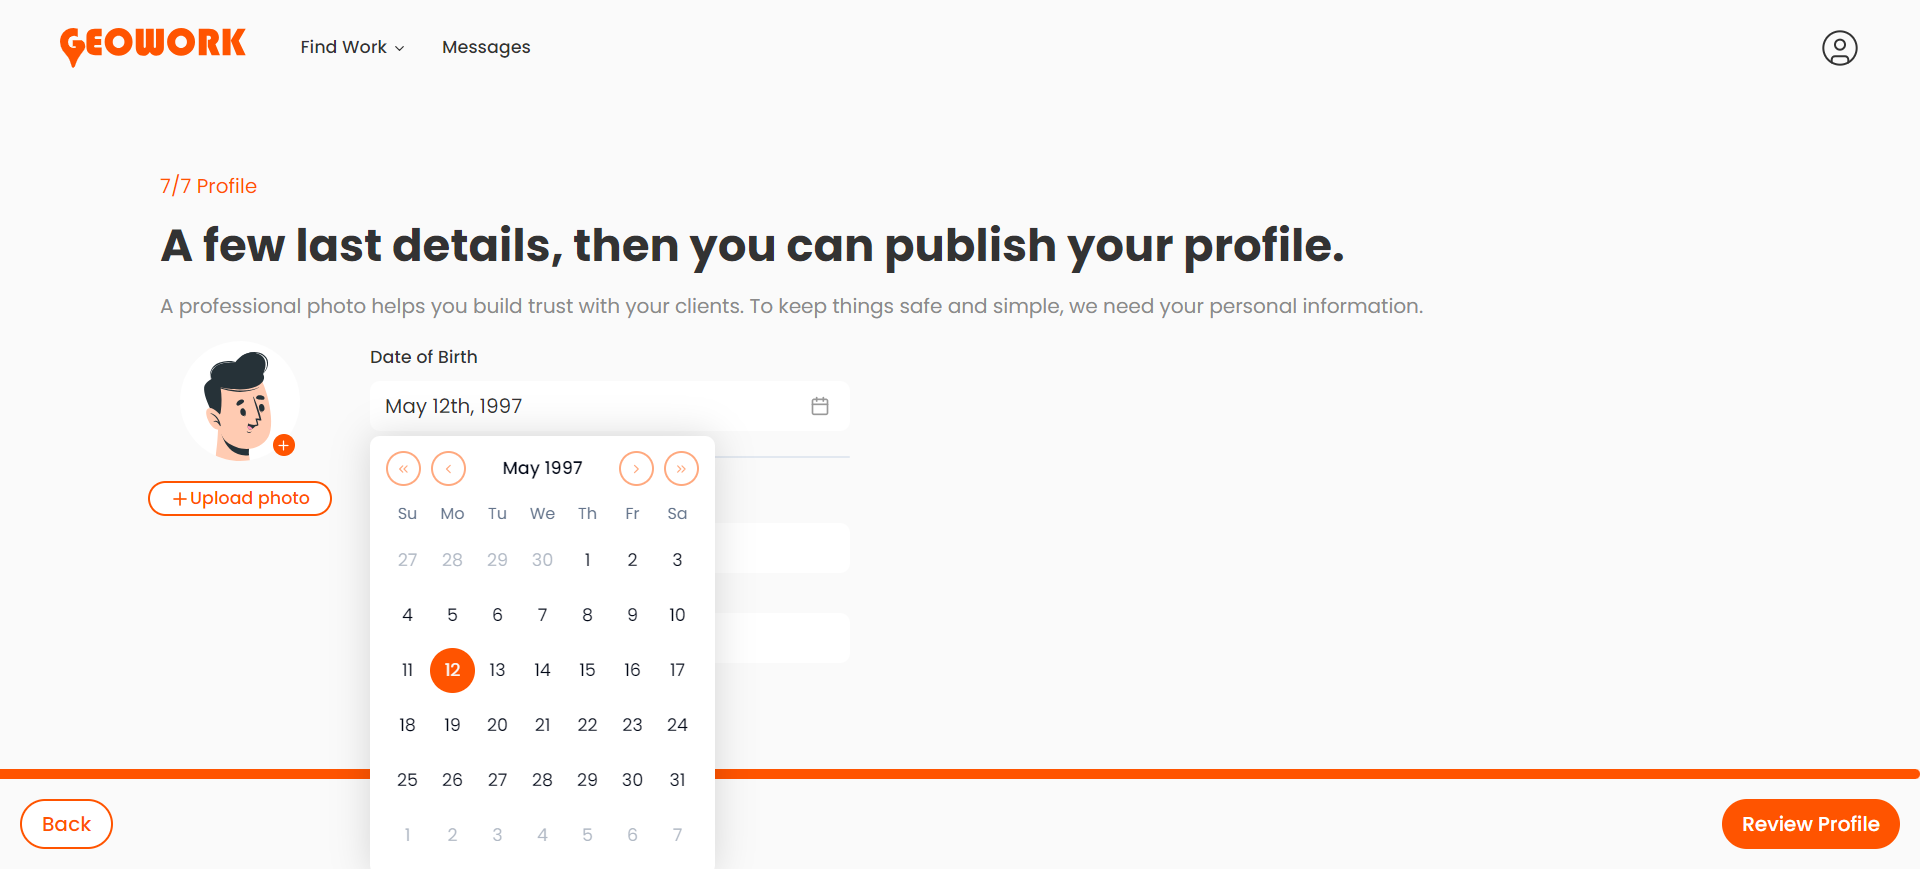 GEOWORK Find Work Messages
7/7 Profile
A few last details, then you can publish your profile.
A professional photo helps you build trust with your clients. To keep things safe and simple, we need your personal information.
Date of Birth
May 12th, 1997
+ Upload photo
« ‹ May 1997 › »
Su Mo Tu We Th Fr Sa
27 28 29 30 1 2 3
4 5 6 7 8 9 10
11 12 13 14 15 16 17
18 19 20 21 22 23 24
25 26 27 28 29 30 31
1 2 3 4 5 6 7
Back
Review Profile